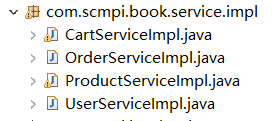 com.scmpi.book.service.impl
CartServiceImpl.java
OrderServiceImpl.java
ProductServiceImpl.java
UserServiceImpl.java